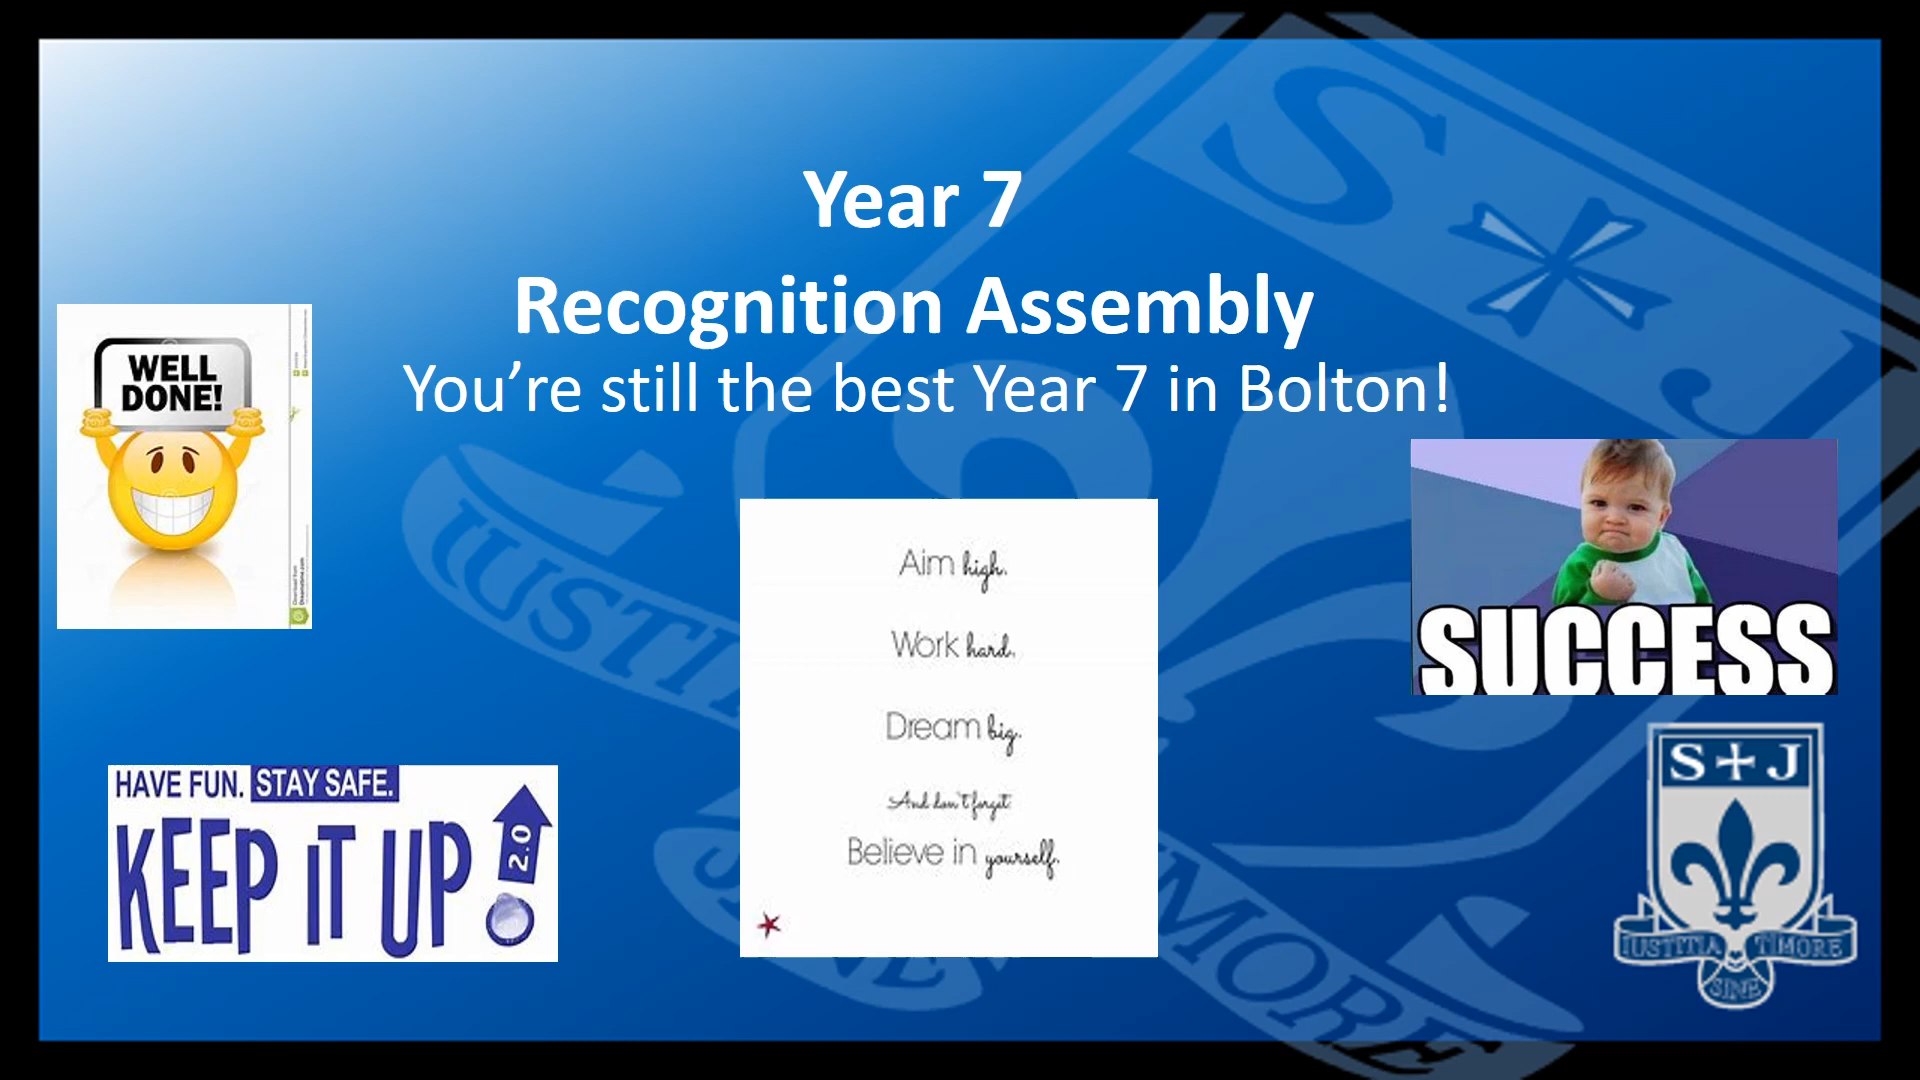 Year 7
Recognition Assembly
You're still the best Year 7 in Bolton!
WELL
DONE!
Aim high.
Work hard.
Dream big.
And don't forget
Believe in yourself.
SUCCESS
HAVE FUN. STAY SAFE.
KEEP IT UP
2.0
S J
IUSTITIA TIMORE
SINE
S J
IUSTI
MORE